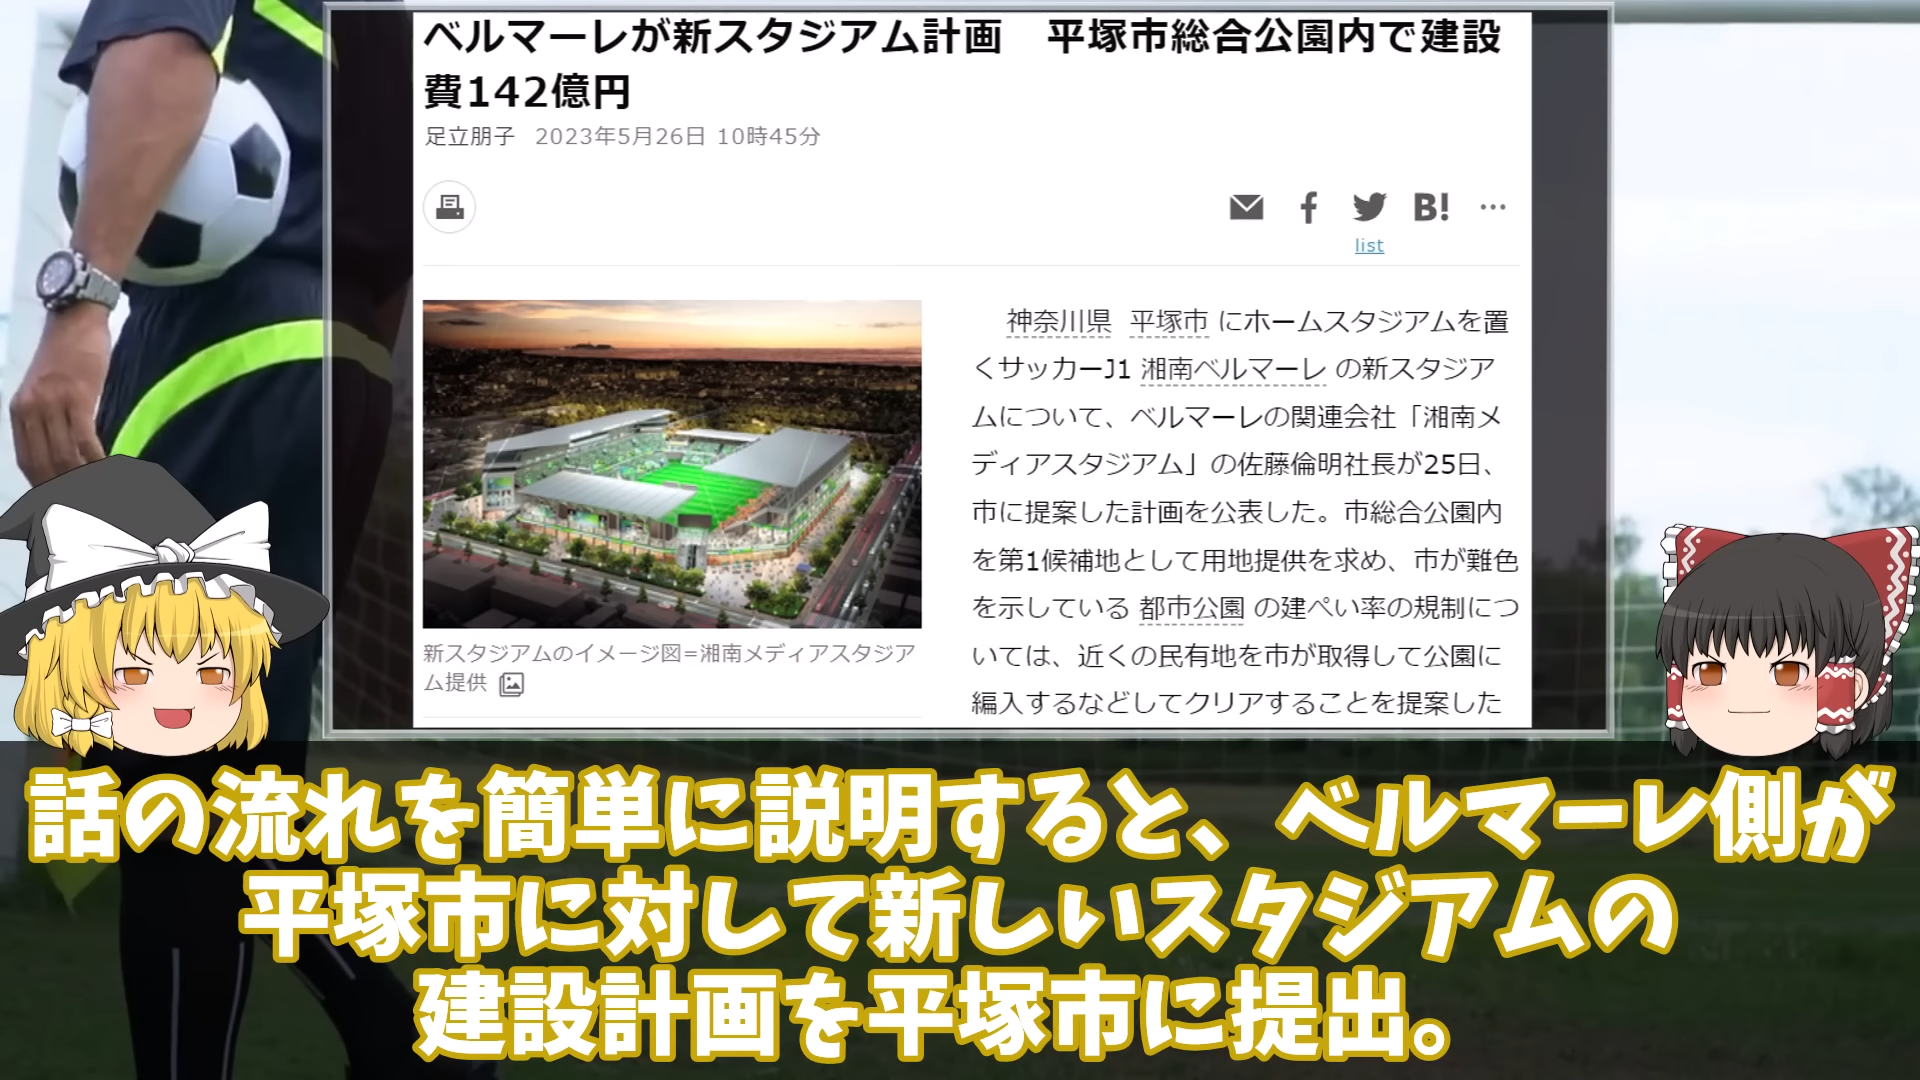 ベルマーレが新スタジアム計画　平塚市総合公園内で建設
費142億円
足立朋子　2023年5月26日 10時45分
B!
list
神奈川県 平塚市 にホームスタジアムを置
くサッカーJ1 湘南ベルマーレ の新スタジア
ムについて、ベルマーレの関連会社「湘南メ
ディアスタジアム」の佐藤倫明社長が25日、
市に提案した計画を公表した。市総合公園内
を第1候補地として用地提供を求め、市が難色
を示している 都市公園 の建ぺい率の規制につ
いては、近くの民有地を市が取得して公園に
編入するなどしてクリアすることを提案した
新スタジアムのイメージ図=湘南メディアスタジア
ム提供
話の流れを簡単に説明すると、ベルマーレ側が
平塚市に対して新しいスタジアムの
建設計画を平塚市に提出。